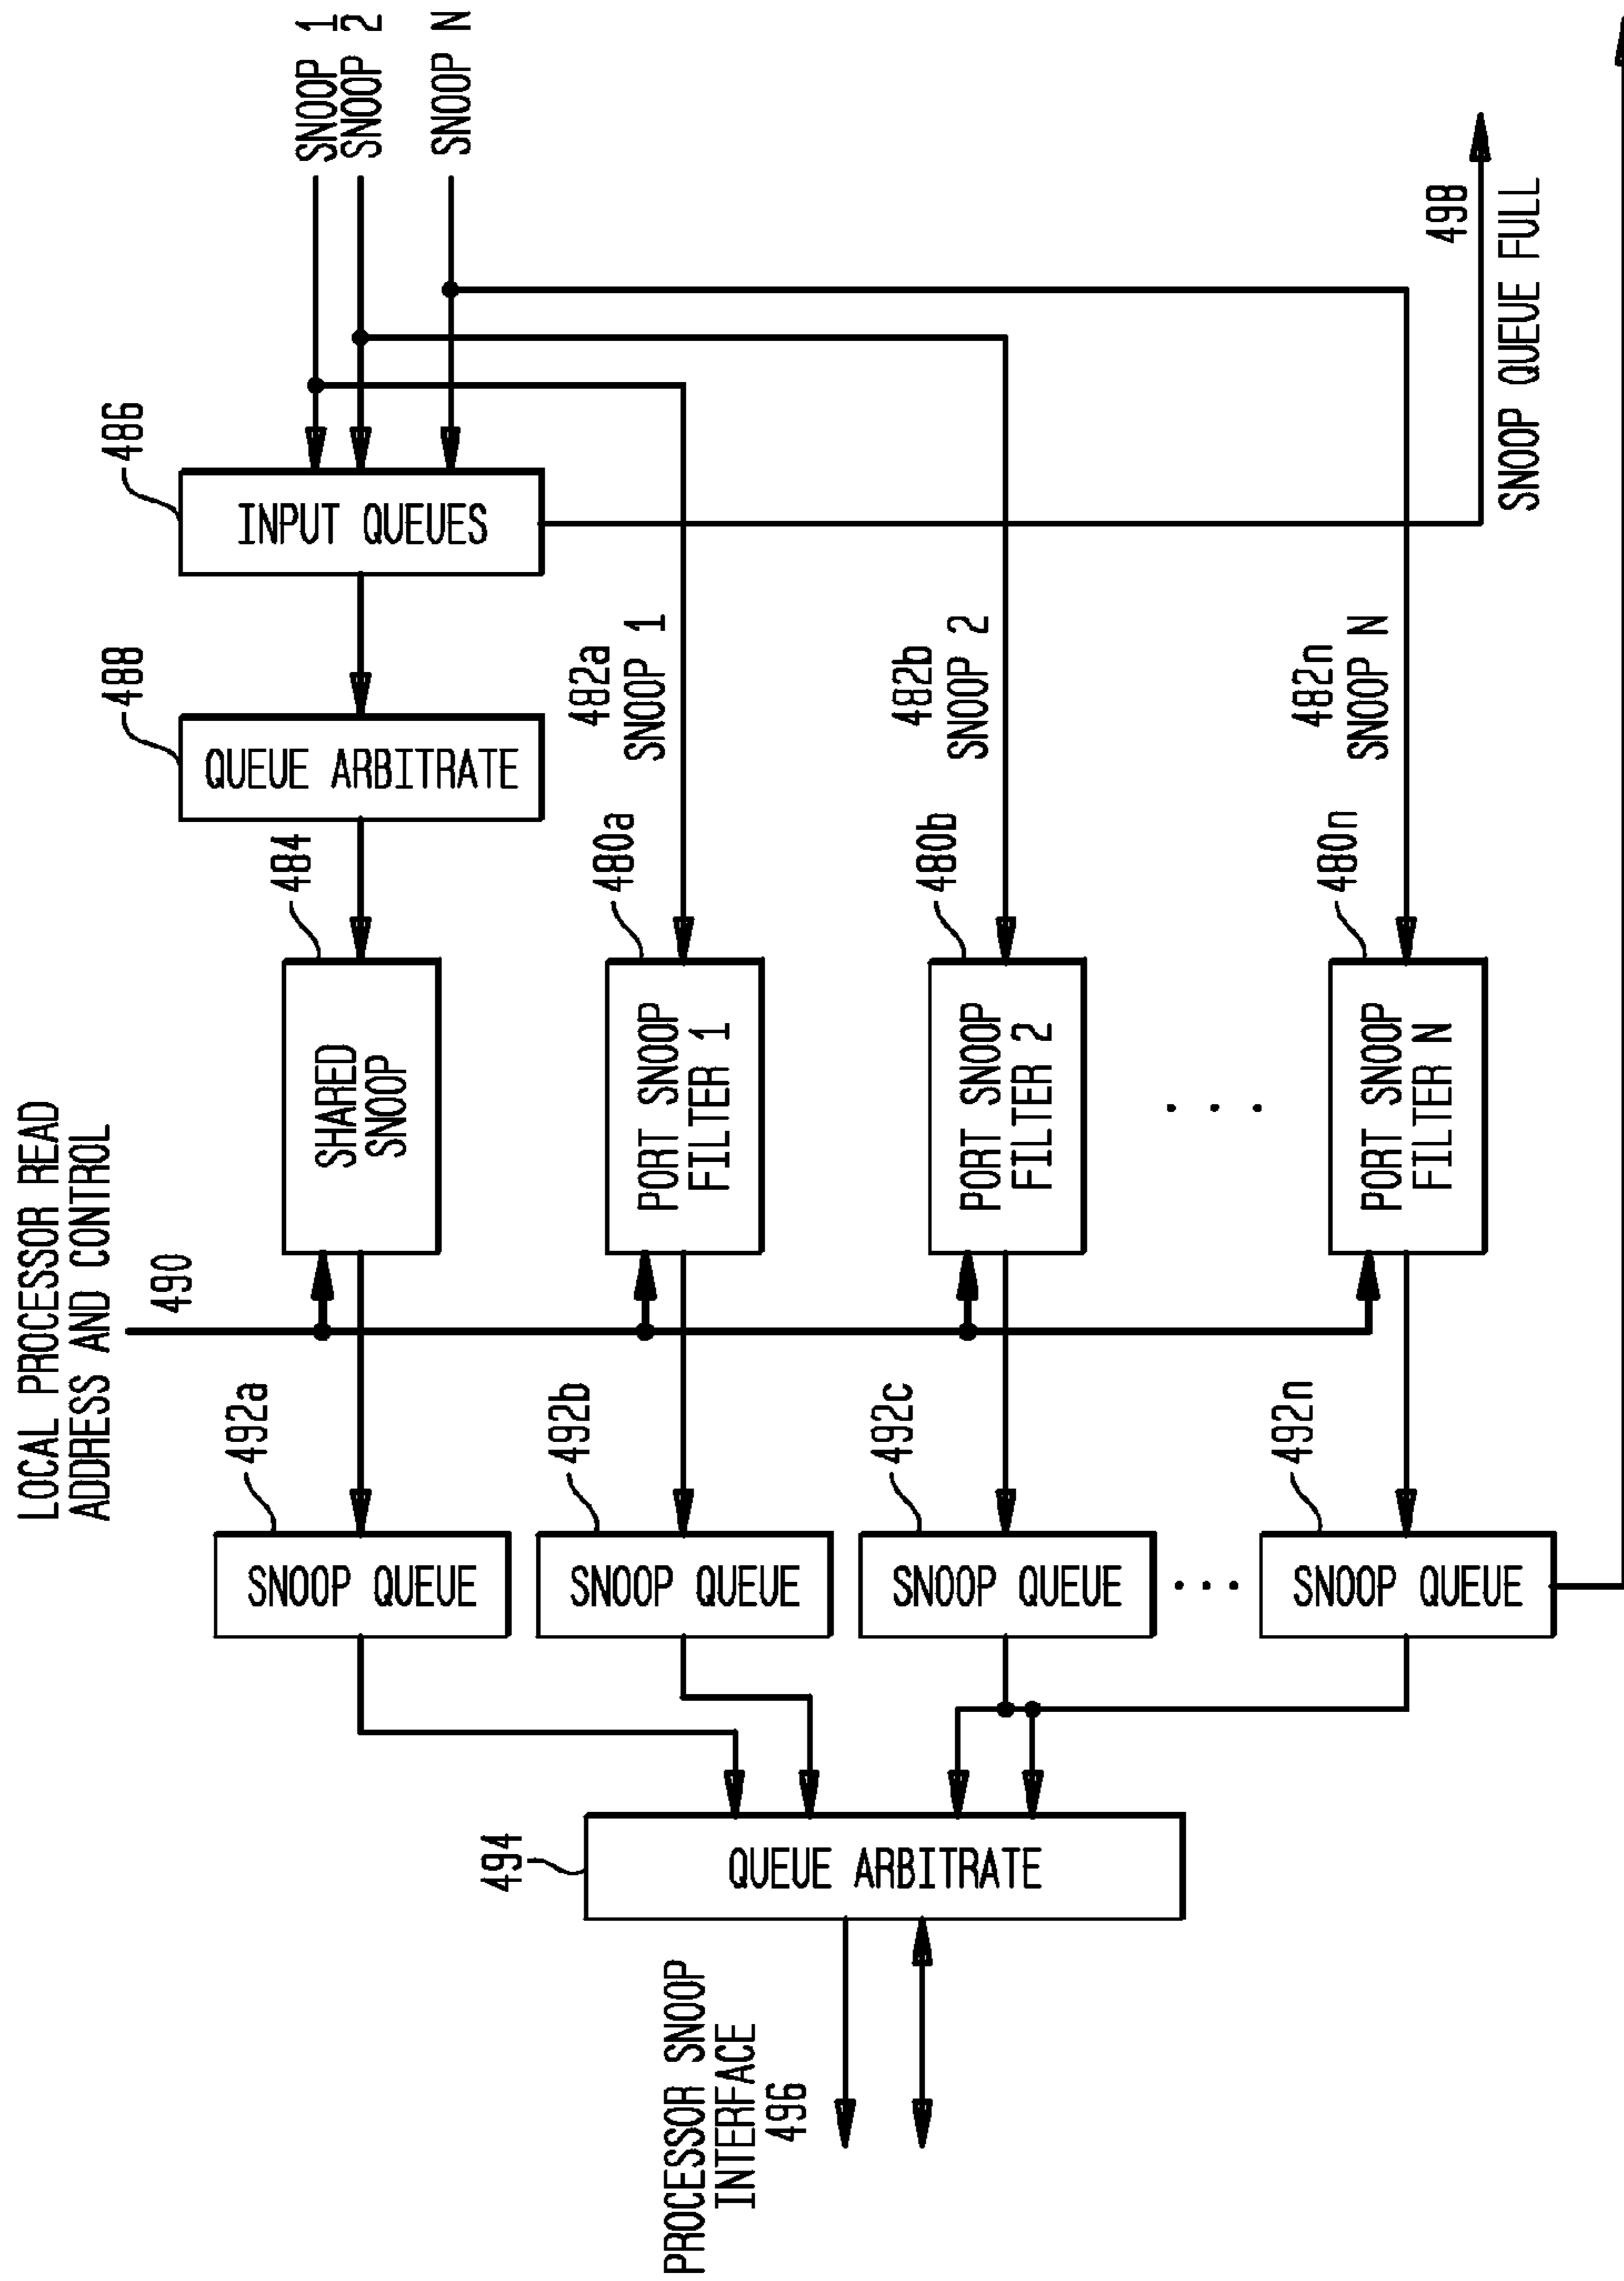 LOCAL PROCESSOR READ
ADDRESS AND CONTROL
490
SNOOP 1
SNOOP 2
SNOOP N
486
INPUT QUEUES
488
QUEUE ARBITRATE
484
SHARED
SNOOP
492a
SNOOP QUEUE
482a
SNOOP 1
480a
PORT SNOOP
FILTER 1
492b
SNOOP QUEUE
482b
SNOOP 2
480b
PORT SNOOP
FILTER 2
492c
SNOOP QUEUE
. . .
...
482n
SNOOP N
480n
PORT SNOOP
FILTER N
492n
SNOOP QUEUE
494
QUEUE ARBITRATE
PROCESSOR SNOOP
INTERFACE
496
498
SNOOP QUEUE FULL